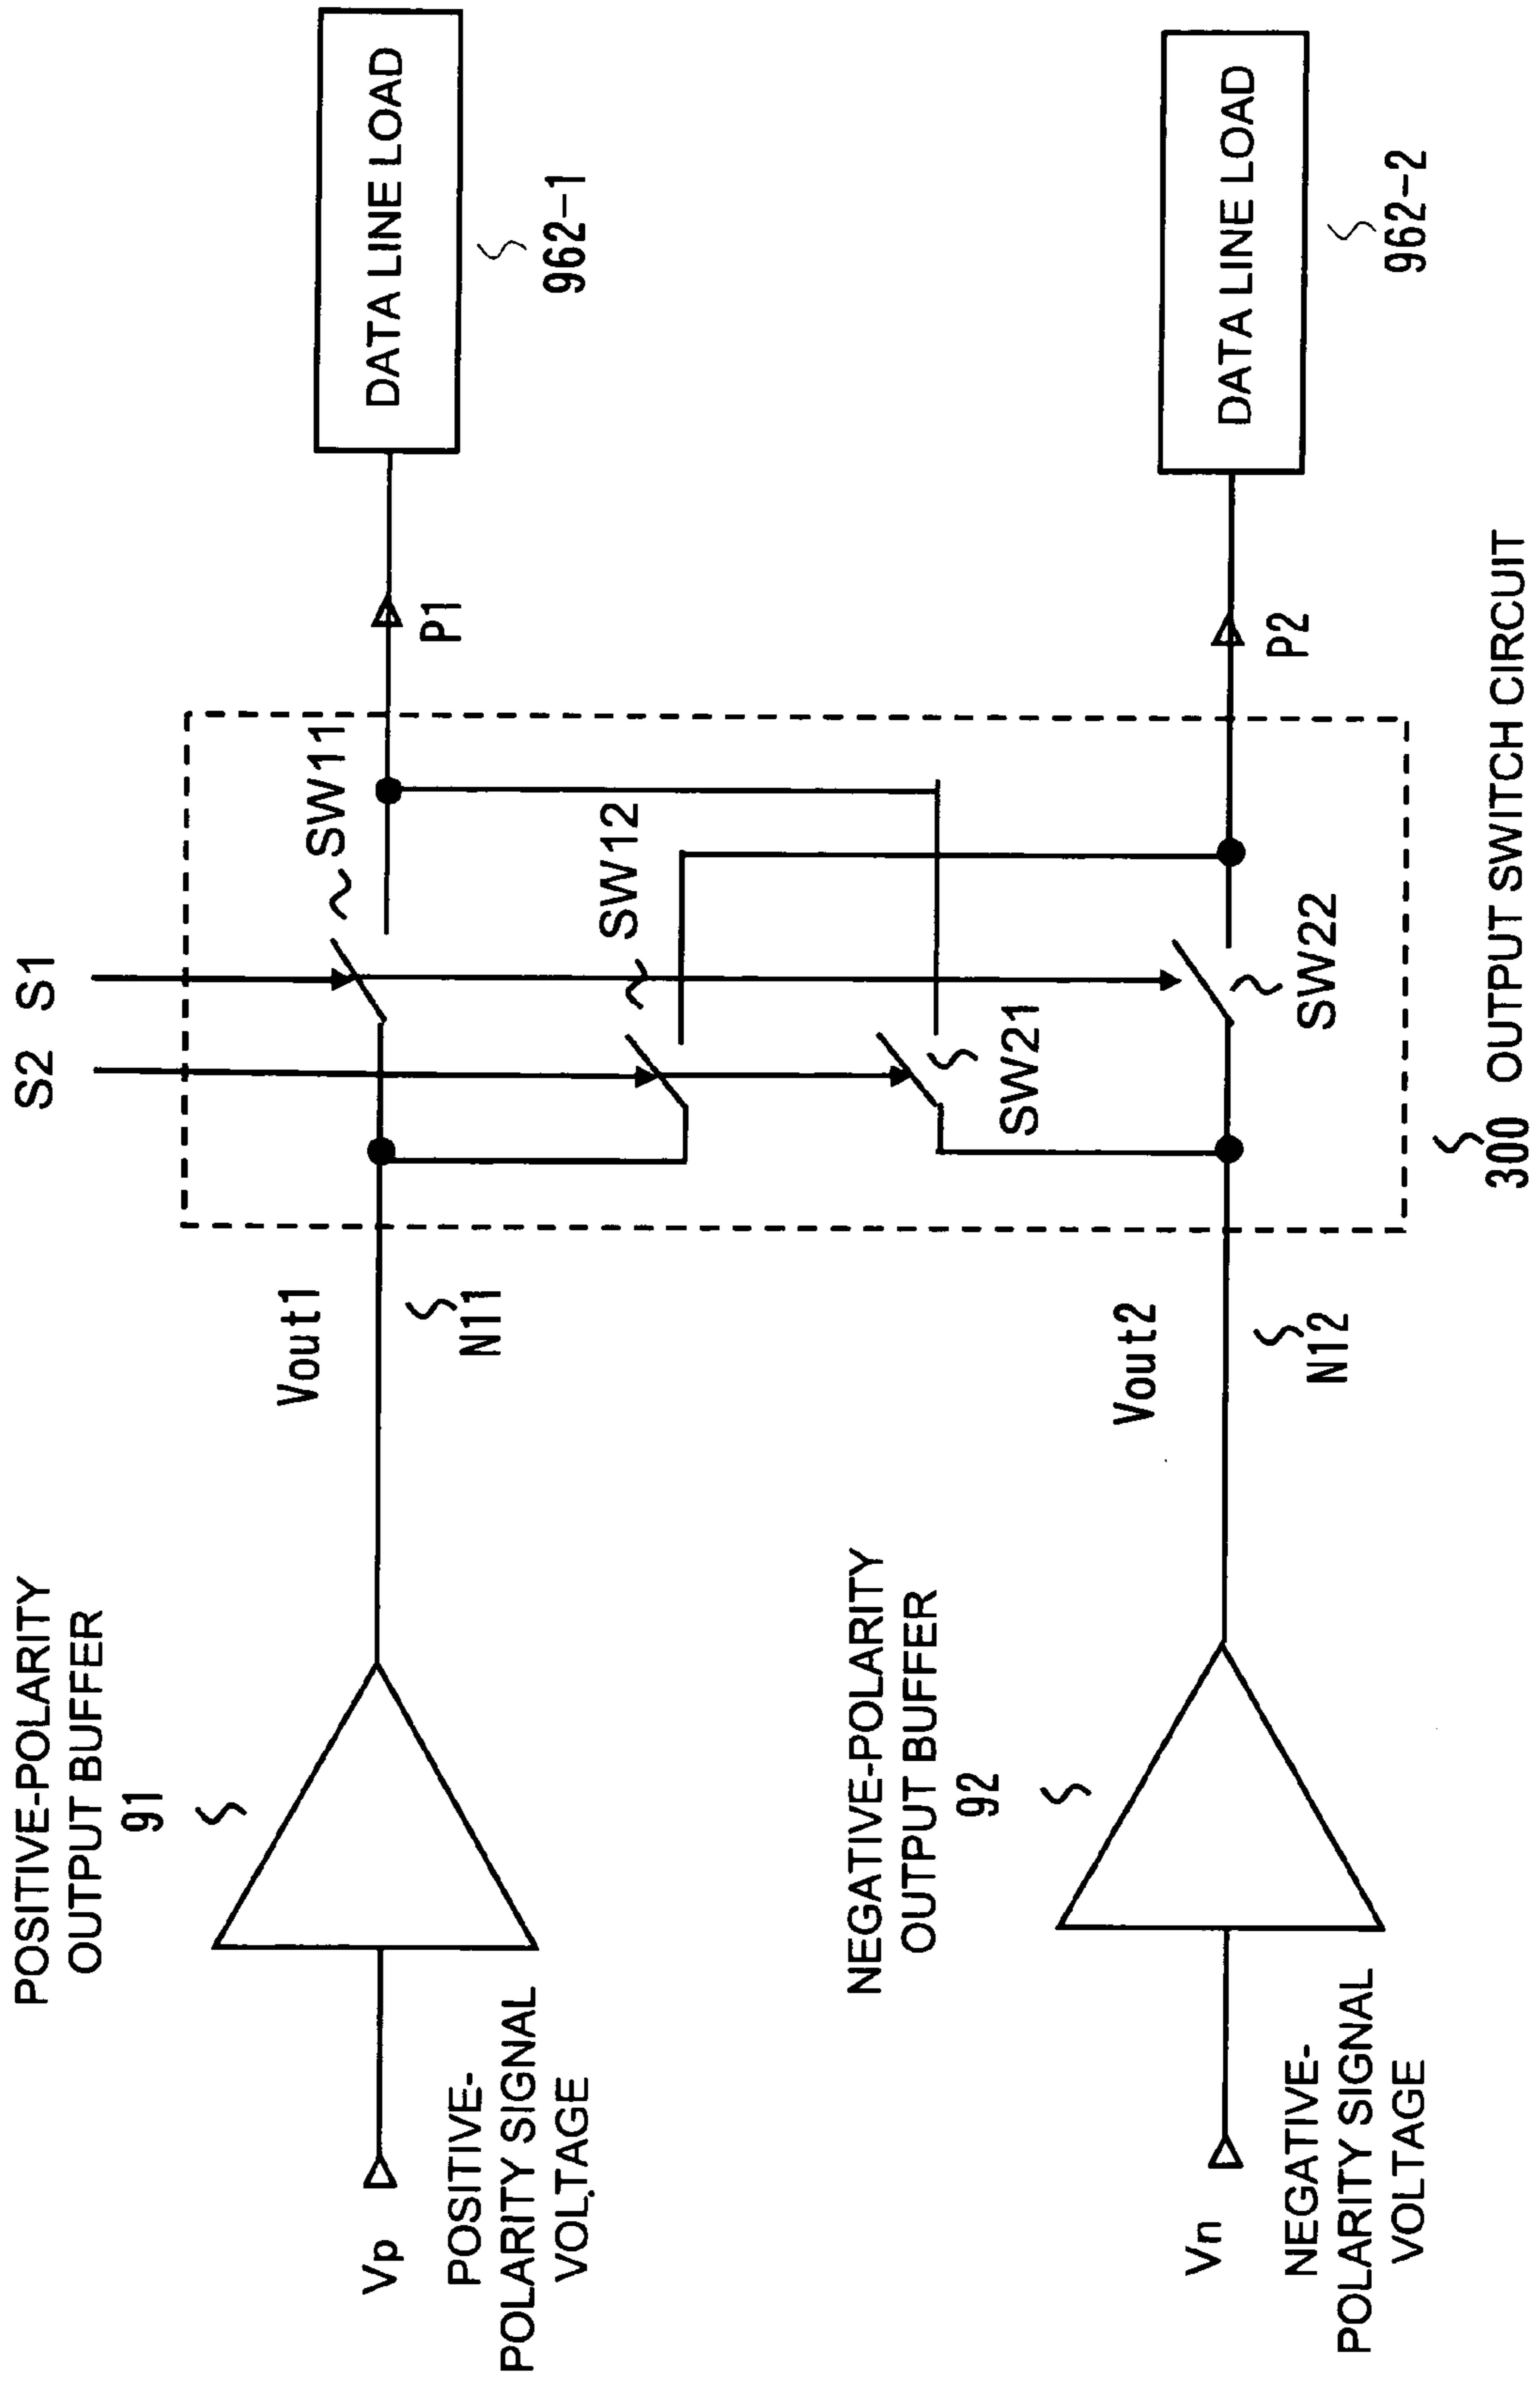 S2 S1
POSITIVE-POLARITY
OUTPUT BUFFER
91
Vp
POSITIVE-
POLARITY SIGNAL
VOLTAGE
Vout1
N11
SW11
P1
DATA LINE LOAD
962-1
SW12
SW21
NEGATIVE-POLARITY
OUTPUT BUFFER
92
Vn
NEGATIVE-
POLARITY SIGNAL
VOLTAGE
Vout2
N12
SW22
P2
DATA LINE LOAD
962-2
300 OUTPUT SWITCH CIRCUIT